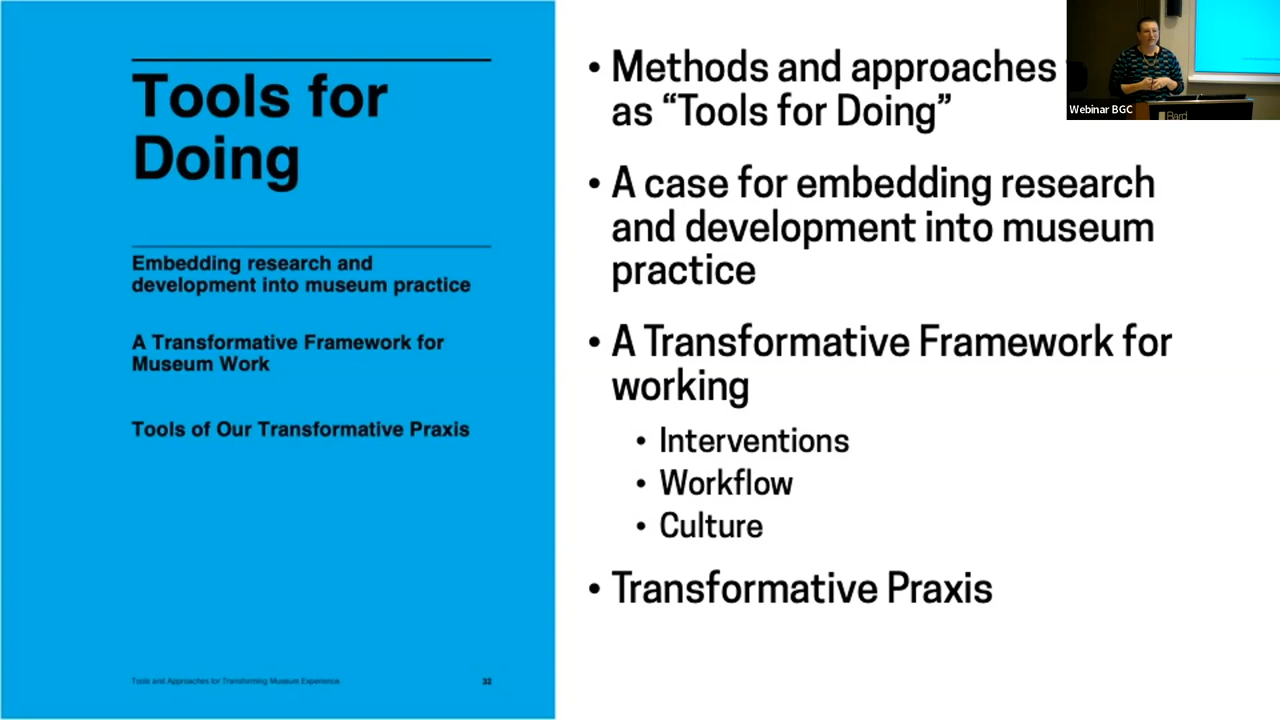 Tools for
Doing
Embedding research and
development into museum practice
A Transformative Framework for
Museum Work
Tools of Our Transformative Praxis
Tools and Approaches for Transforming Museum Experience
32
• Methods and approaches
as “Tools for Doing”
• A case for embedding research
and development into museum
practice
• A Transformative Framework for
working
• Interventions
• Workflow
• Culture
• Transformative Praxis
Webinar BGC
Bard